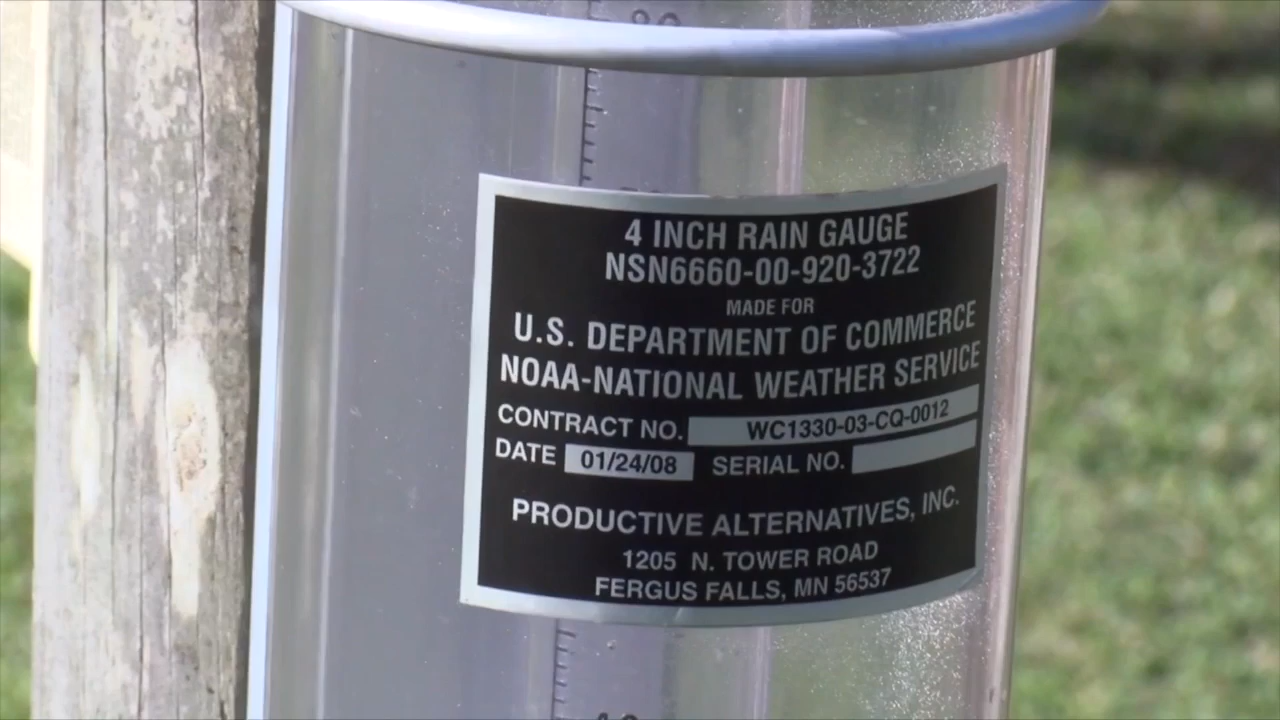 4 INCH RAIN GAUGE
NSN6660-00-920-3722
MADE FOR
U.S. DEPARTMENT OF COMMERCE
NOAA-NATIONAL WEATHER SERVICE
CONTRACT NO. WC1330-03-CQ-0012
DATE 01/24/08 SERIAL NO.
PRODUCTIVE ALTERNATIVES, INC.
1205 N. TOWER ROAD
FERGUS FALLS, MN 56537